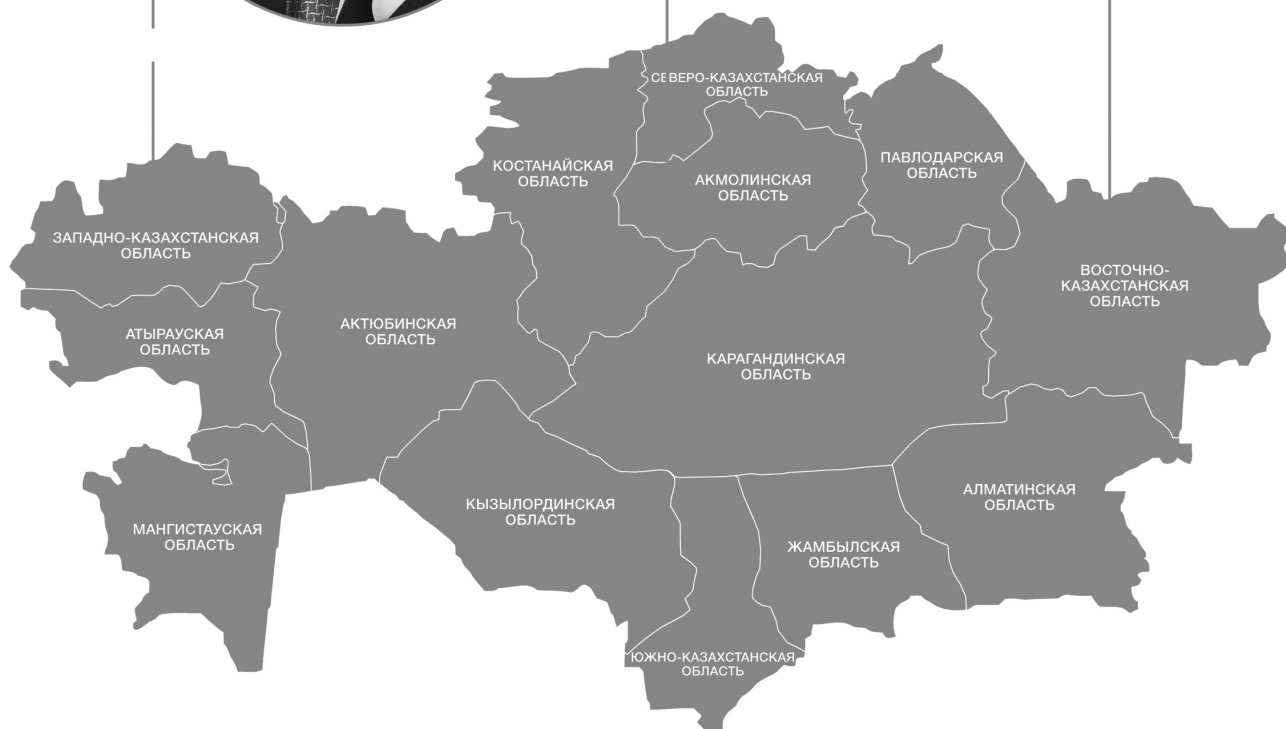 СЕВЕРО-КАЗАХСТАНСКАЯ
ОБЛАСТЬ
КОСТАНАЙСКАЯ
ОБЛАСТЬ
АКМОЛИНСКАЯ
ОБЛАСТЬ
ПАВЛОДАРСКАЯ
ОБЛАСТЬ
ЗАПАДНО-КАЗАХСТАНСКАЯ
ОБЛАСТЬ
ВОСТОЧНО-
КАЗАХСТАНСКАЯ
ОБЛАСТЬ
АТЫРАУСКАЯ
ОБЛАСТЬ
АКТЮБИНСКАЯ
ОБЛАСТЬ
КАРАГАНДИНСКАЯ
ОБЛАСТЬ
МАНГИСТАУСКАЯ
ОБЛАСТЬ
КЫЗЫЛОРДИНСКАЯ
ОБЛАСТЬ
АЛМАТИНСКАЯ
ОБЛАСТЬ
ЖАМБЫЛСКАЯ
ОБЛАСТЬ
ЮЖНО-КАЗАХСТАНСКАЯ
ОБЛАСТЬ